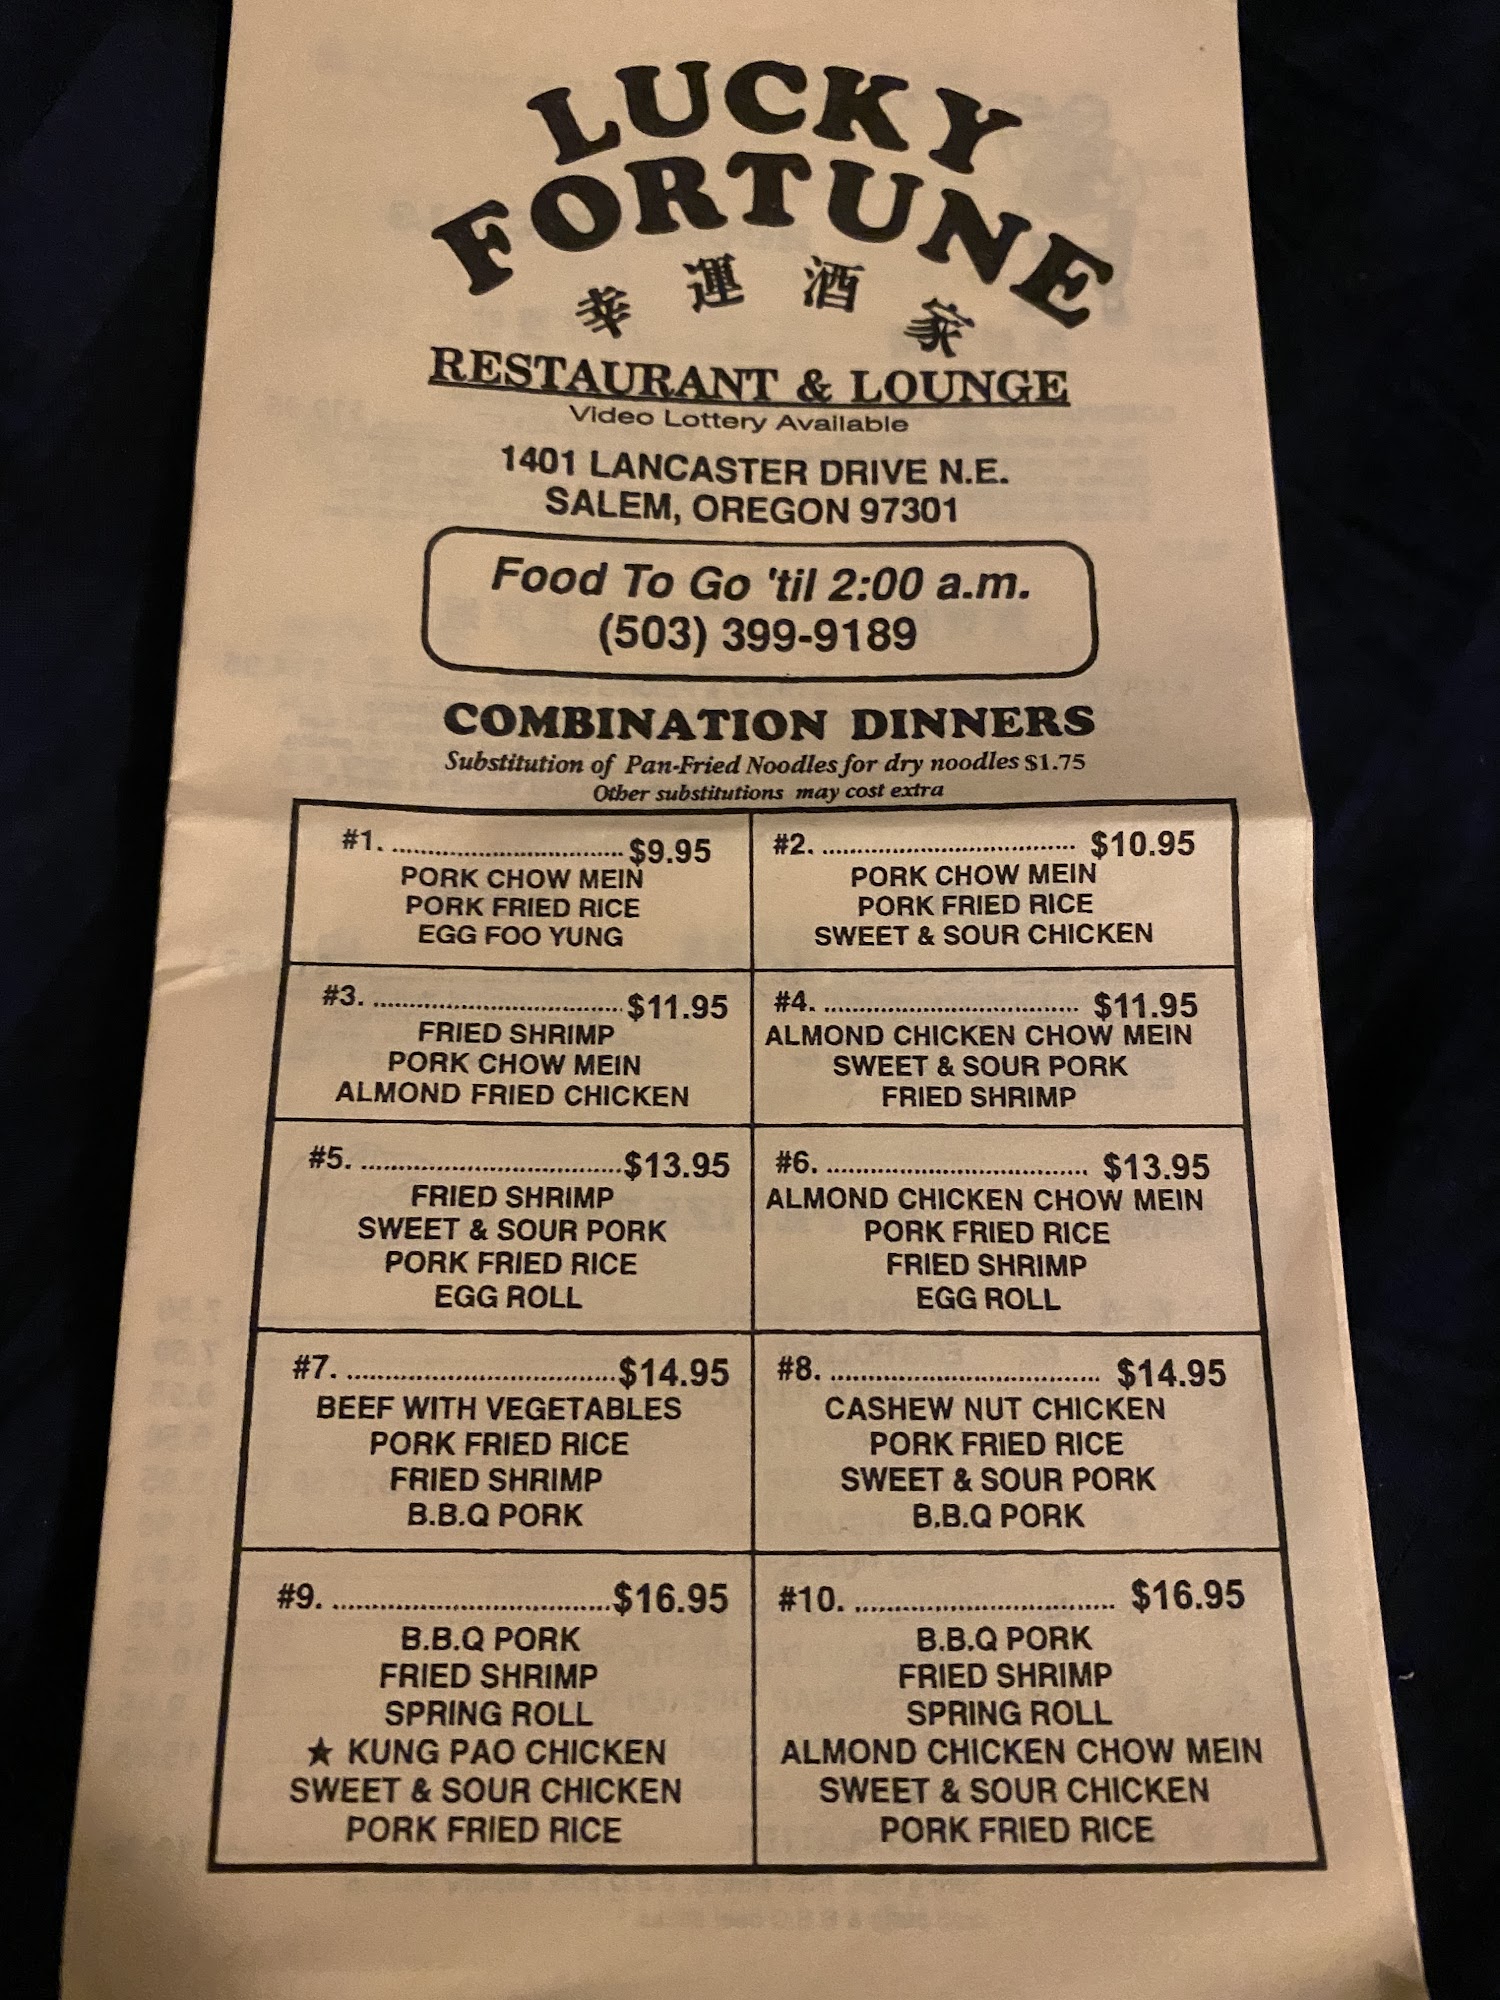 LUCKY
FORTUNE
幸運酒家
RESTAURANT & LOUNGE
Video Lottery Available
1401 LANCASTER DRIVE N.E.
SALEM, OREGON 97301
Food To Go 'til 2:00 a.m.
(503) 399-9189
COMBINATION DINNERS
Substitution of Pan-Fried Noodles for dry noodles $1.75
Other substitutions may cost extra
#1. $9.95
PORK CHOW MEIN
PORK FRIED RICE
EGG FOO YUNG
#2. $10.95
PORK CHOW MEIN
PORK FRIED RICE
SWEET & SOUR CHICKEN
#3. $11.95
FRIED SHRIMP
PORK CHOW MEIN
ALMOND FRIED CHICKEN
#4. $11.95
ALMOND CHICKEN CHOW MEIN
SWEET & SOUR PORK
FRIED SHRIMP
#5. $13.95
FRIED SHRIMP
SWEET & SOUR PORK
PORK FRIED RICE
EGG ROLL
#6. $13.95
ALMOND CHICKEN CHOW MEIN
PORK FRIED RICE
FRIED SHRIMP
EGG ROLL
#7. $14.95
BEEF WITH VEGETABLES
PORK FRIED RICE
FRIED SHRIMP
B.B.Q PORK
#8. $14.95
CASHEW NUT CHICKEN
PORK FRIED RICE
SWEET & SOUR PORK
B.B.Q PORK
#9. $16.95
B.B.Q PORK
FRIED SHRIMP
SPRING ROLL
★ KUNG PAO CHICKEN
SWEET & SOUR CHICKEN
PORK FRIED RICE
#10. $16.95
B.B.Q PORK
FRIED SHRIMP
SPRING ROLL
ALMOND CHICKEN CHOW MEIN
SWEET & SOUR CHICKEN
PORK FRIED RICE